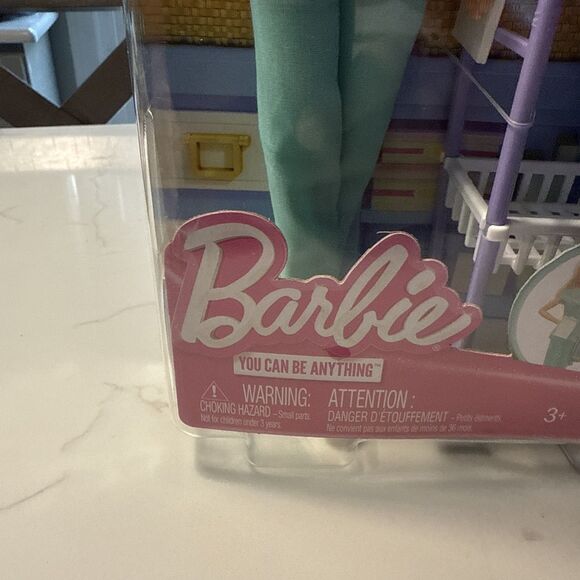 Barbie
YOU CAN BE ANYTHING™
WARNING:
CHOKING HAZARD – Small parts.
Not for children under 3 years.
ATTENTION :
DANGER D'ÉTOUFFEMENT – Petits éléments.
Ne convient pas aux enfants de moins de 36 mois.
3+